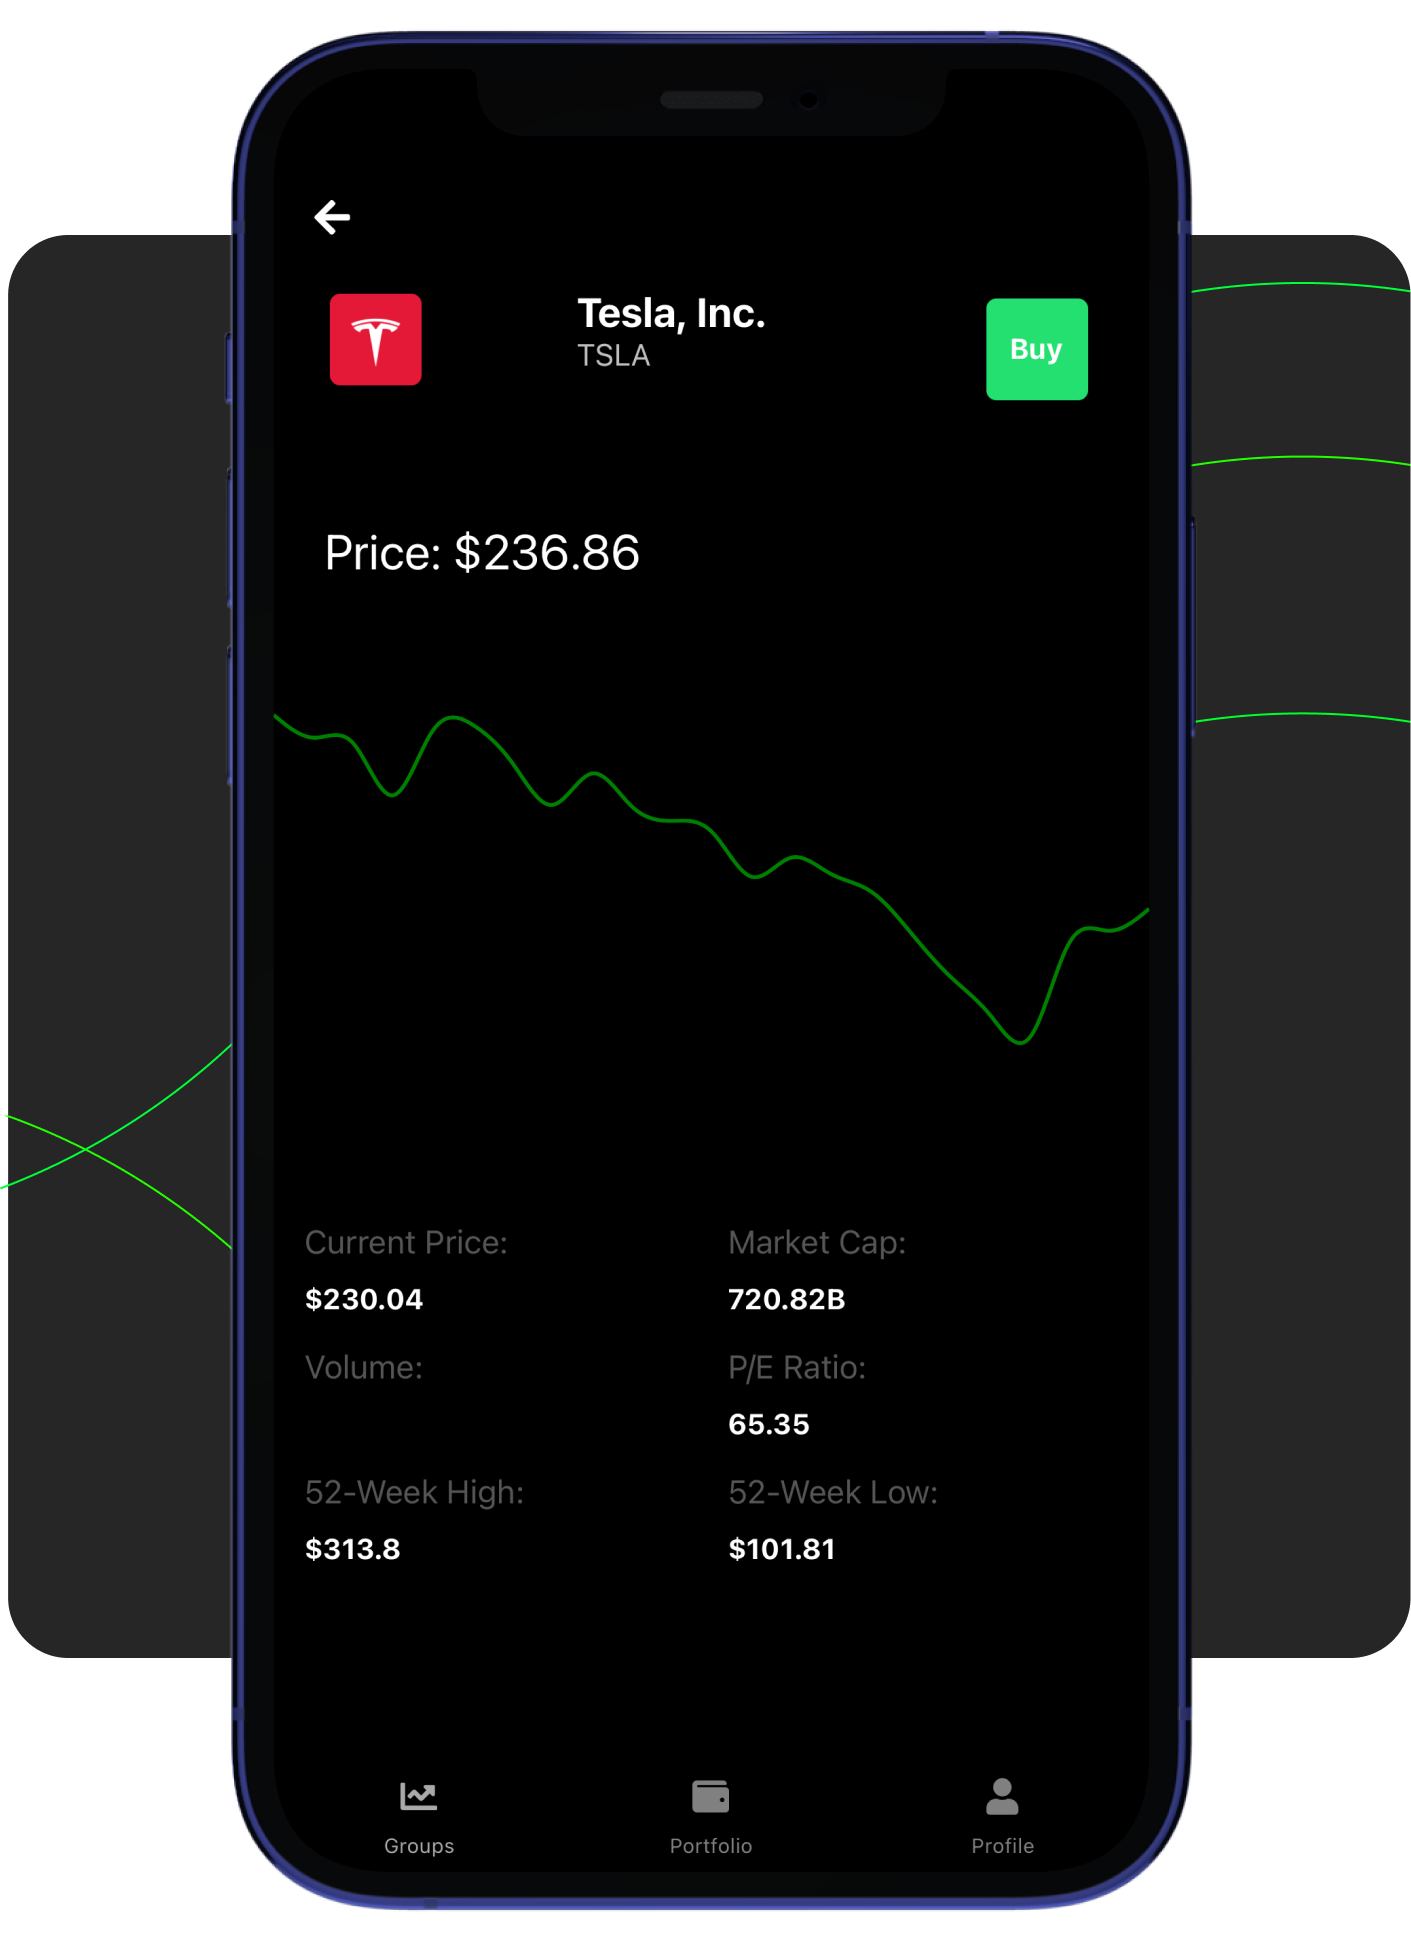 Tesla, Inc.
TSLA
Buy
Price: $236.86
Current Price:
Market Cap:
$230.04
720.82B
Volume:
P/E Ratio:
65.35
52-Week High:
52-Week Low:
$313.8
$101.81
Groups
Portfolio
Profile